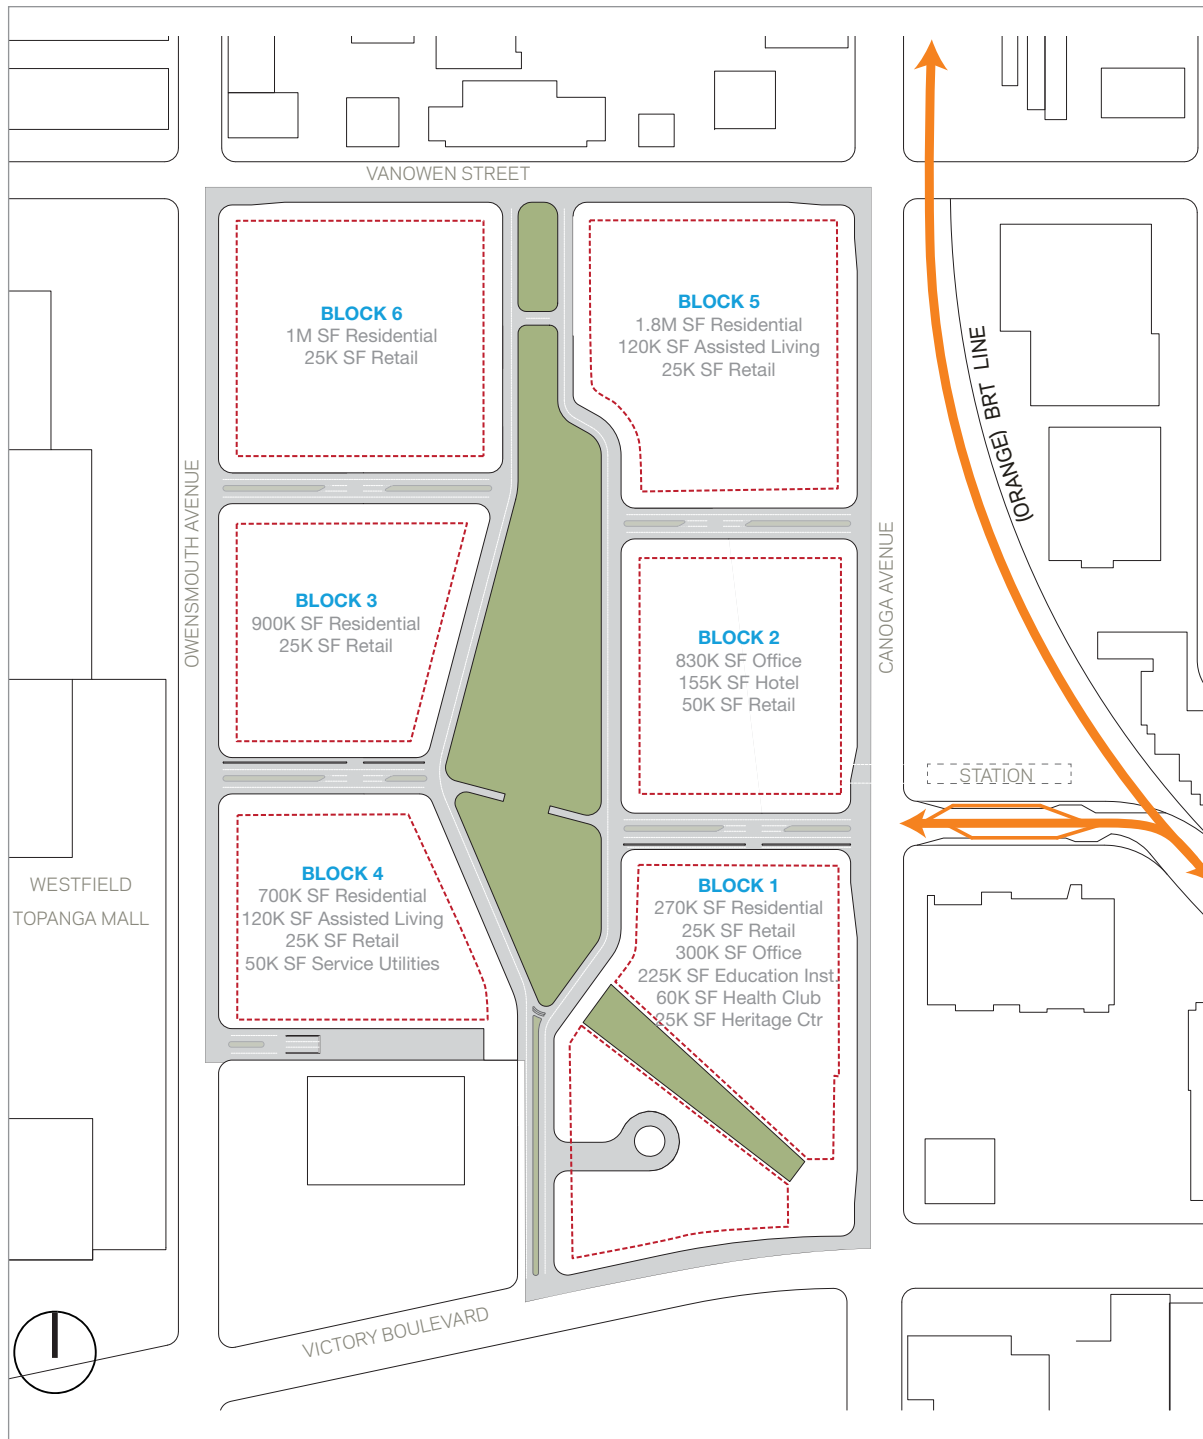 VANOWEN STREET
BLOCK 6
1M SF Residential
25K SF Retail
BLOCK 5
1.8M SF Residential
120K SF Assisted Living
25K SF Retail
(ORANGE) BRT LINE
OWENSMOUTH AVENUE
CANOGA AVENUE
BLOCK 3
900K SF Residential
25K SF Retail
BLOCK 2
830K SF Office
155K SF Hotel
50K SF Retail
STATION
WESTFIELD
TOPANGA MALL
BLOCK 4
700K SF Residential
120K SF Assisted Living
25K SF Retail
50K SF Service Utilities
BLOCK 1
270K SF Residential
25K SF Retail
300K SF Office
225K SF Education Inst.
60K SF Health Club
25K SF Heritage Ctr
VICTORY BOULEVARD